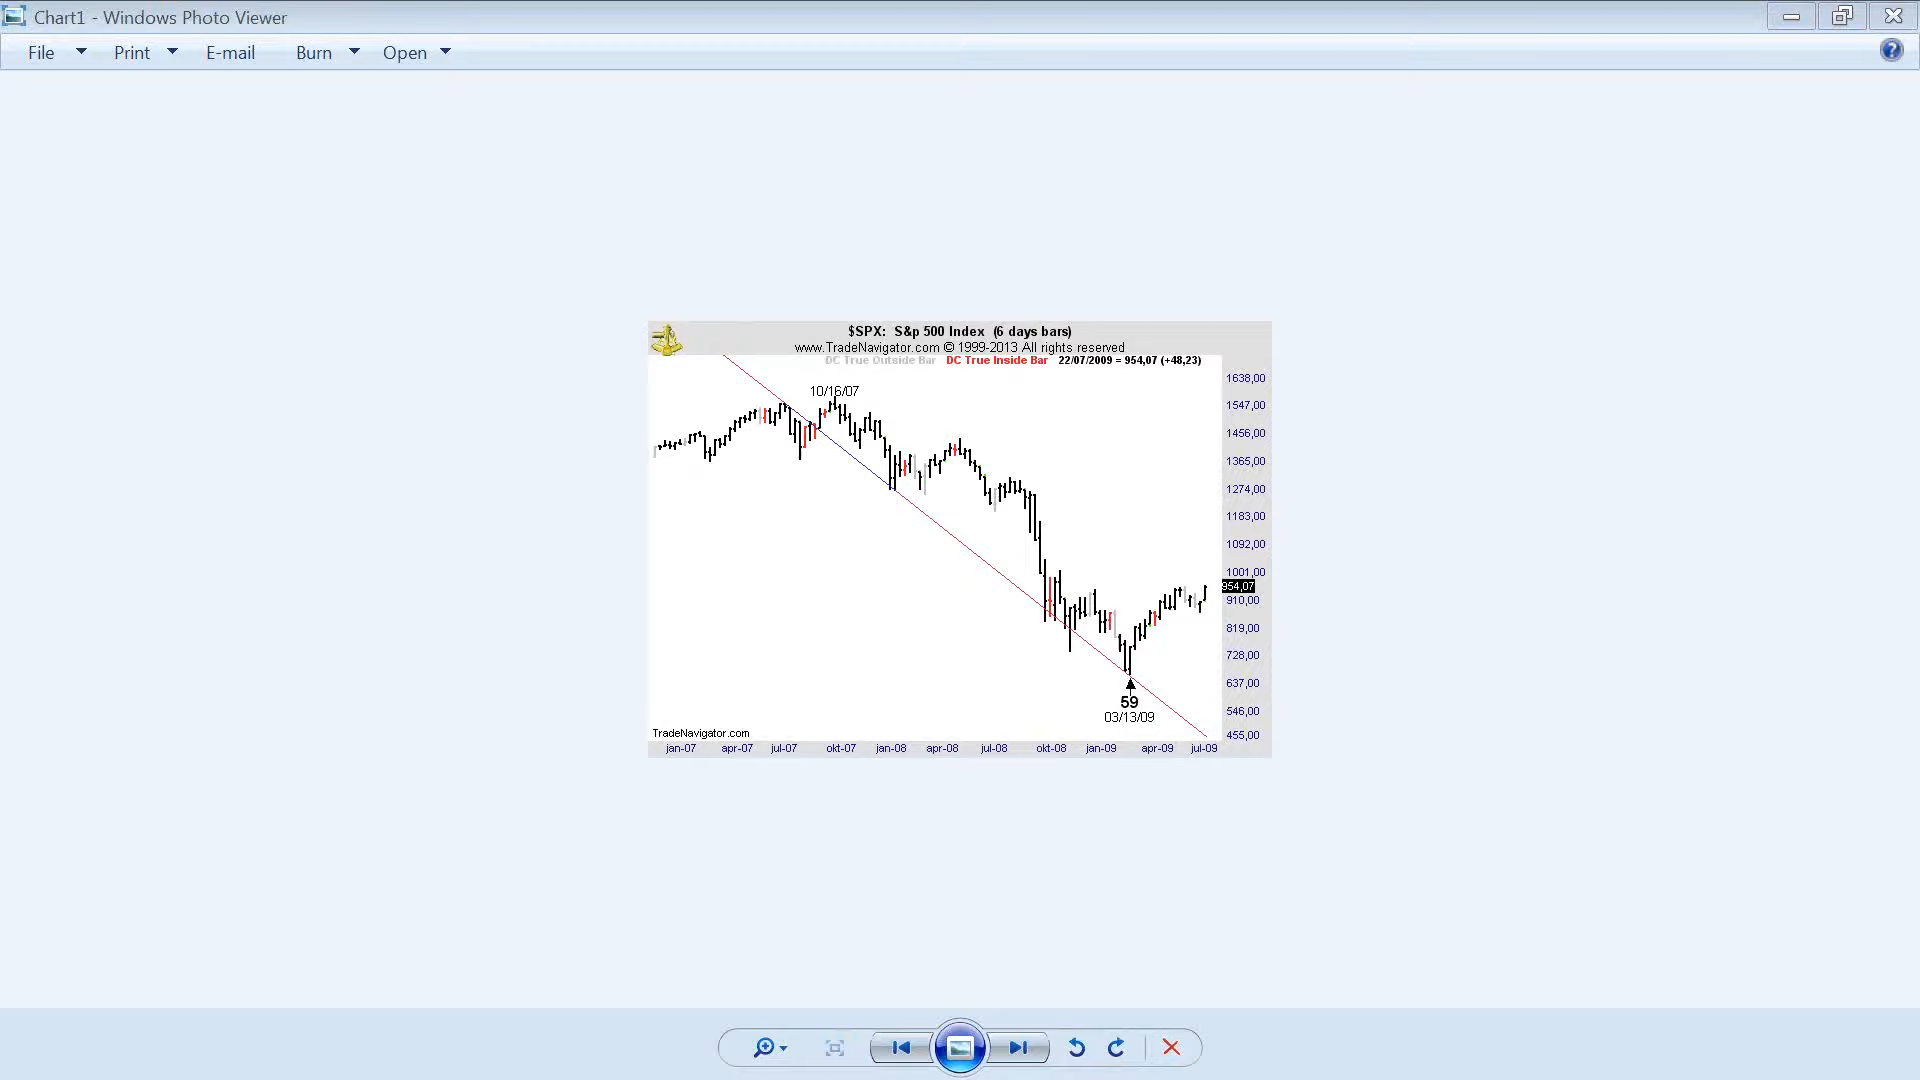 Chart1 - Windows Photo Viewer
File Print E-mail Burn Open
$SPX: S&p 500 Index (6 days bars)
www.TradeNavigator.com © 1999-2013 All rights reserved
DC True Outside Bar DC True Inside Bar 22/07/2009 = 954,07 (+48,23)
1638,00
10/16/07
1547,00
1456,00
1365,00
1274,00
1183,00
1092,00
1001,00
954,07
910,00
819,00
728,00
637,00
59
546,00
03/13/09
TradeNavigator.com
455,00
jan-07 apr-07 jul-07 okt-07 jan-08 apr-08 jul-08 okt-08 jan-09 apr-09 jul-09